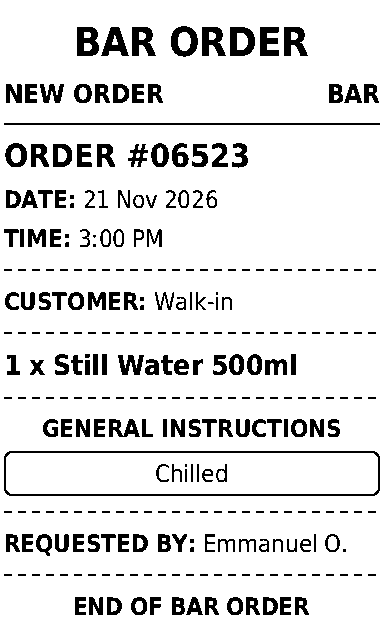 BAR ORDER
NEW ORDER BAR
ORDER #06523
DATE: 21 Nov 2026
TIME: 3:00 PM
CUSTOMER: Walk-in
1 x Still Water 500ml
GENERAL INSTRUCTIONS
Chilled
REQUESTED BY: Emmanuel O.
END OF BAR ORDER